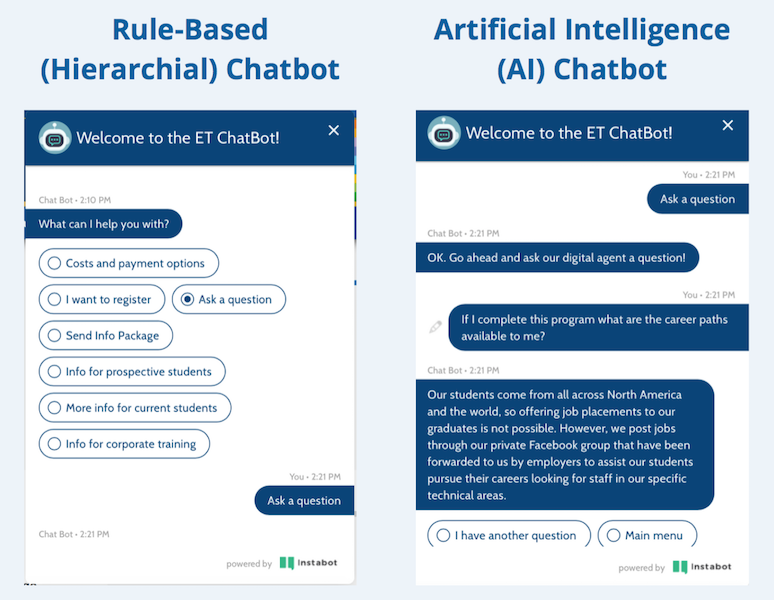 Rule-Based
(Hierarchial) Chatbot
Welcome to the ET ChatBot!
Chat Bot • 2:10 PM
What can I help you with?
Costs and payment options
I want to register
Ask a question
Send Info Package
Info for prospective students
More info for current students
Info for corporate training
You • 2:21 PM
Ask a question
Chat Bot • 2:21 PM
powered by Instabot
Artificial Intelligence
(AI) Chatbot
Welcome to the ET ChatBot!
You • 2:21 PM
Ask a question
Chat Bot • 2:21 PM
OK. Go ahead and ask our digital agent a question!
You • 2:21 PM
If I complete this program what are the career paths
available to me?
Chat Bot • 2:21 PM
Our students come from all across North America
and the world, so offering job placements to our
graduates is not possible. However, we post jobs
through our private Facebook group that have been
forwarded to us by employers to assist our students
pursue their careers looking for staff in our specific
technical areas.
I have another question
Main menu
powered by Instabot